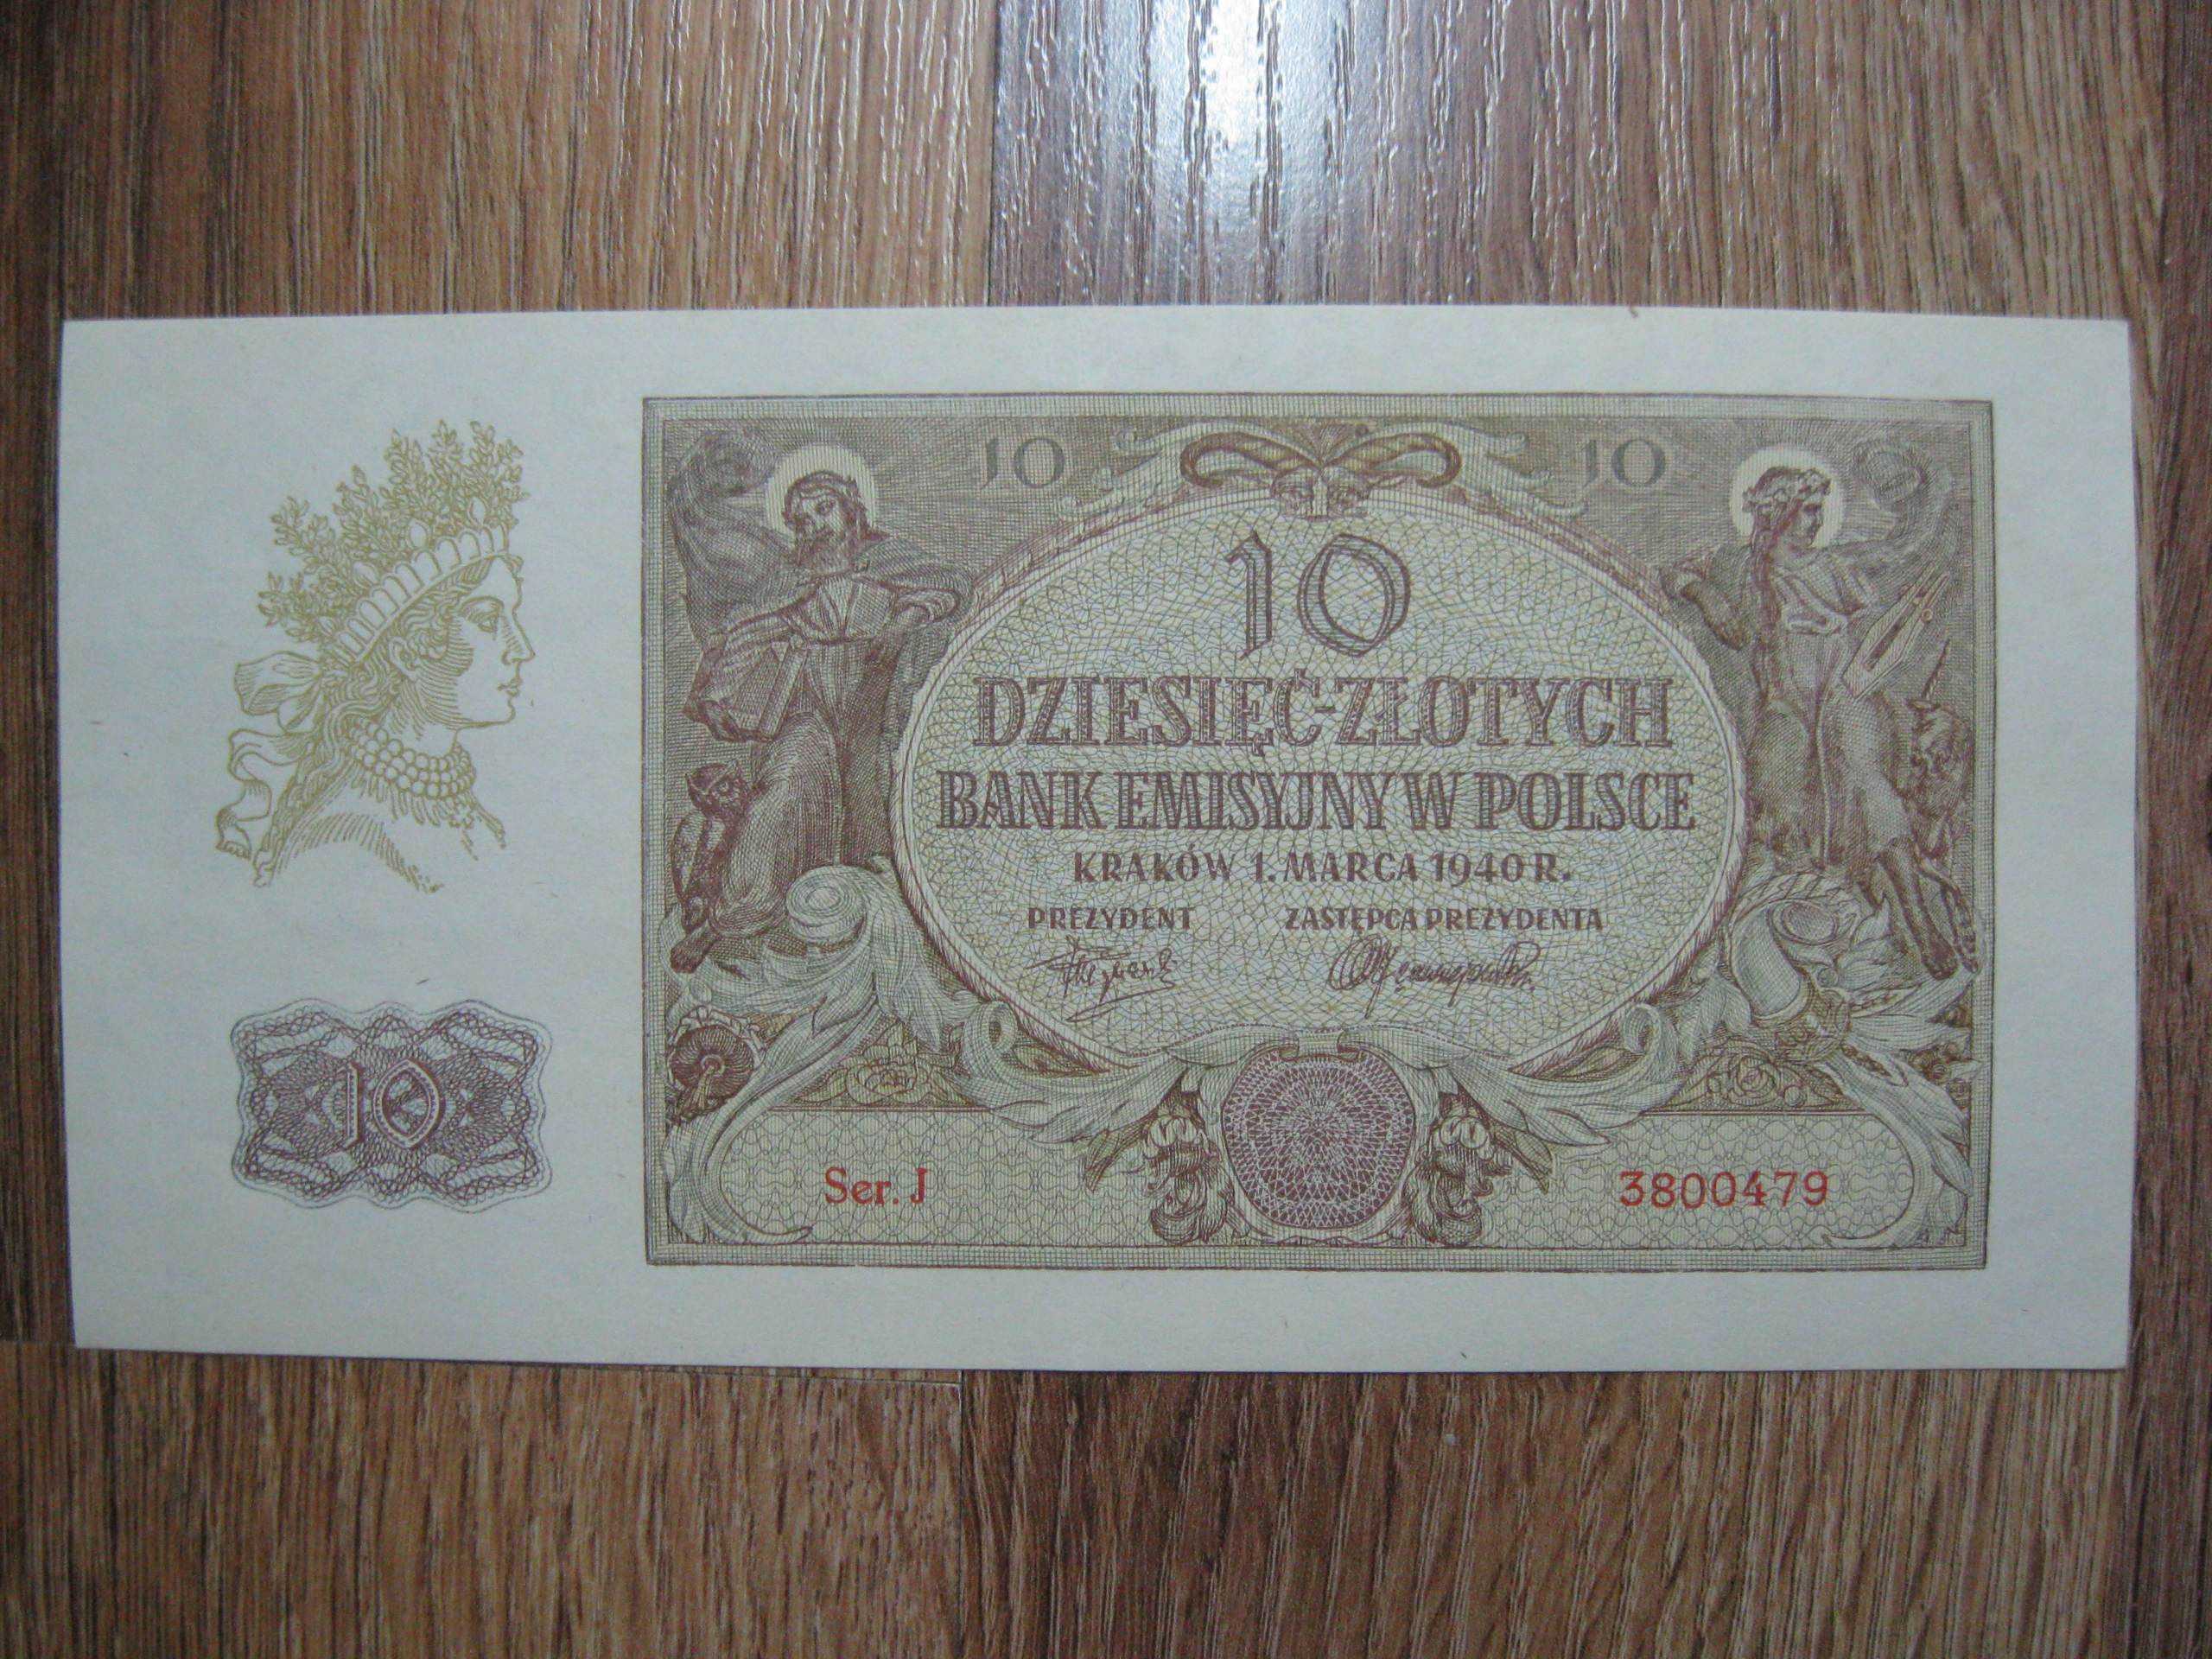 10 10
10
DZIESIĘĆ-ZŁOTYCH
BANK EMISYJNY W POLSCE
KRAKÓW 1. MARCA 1940 R.
PREZYDENT ZASTĘPCA PREZYDENTA
10
Ser. J 3800479